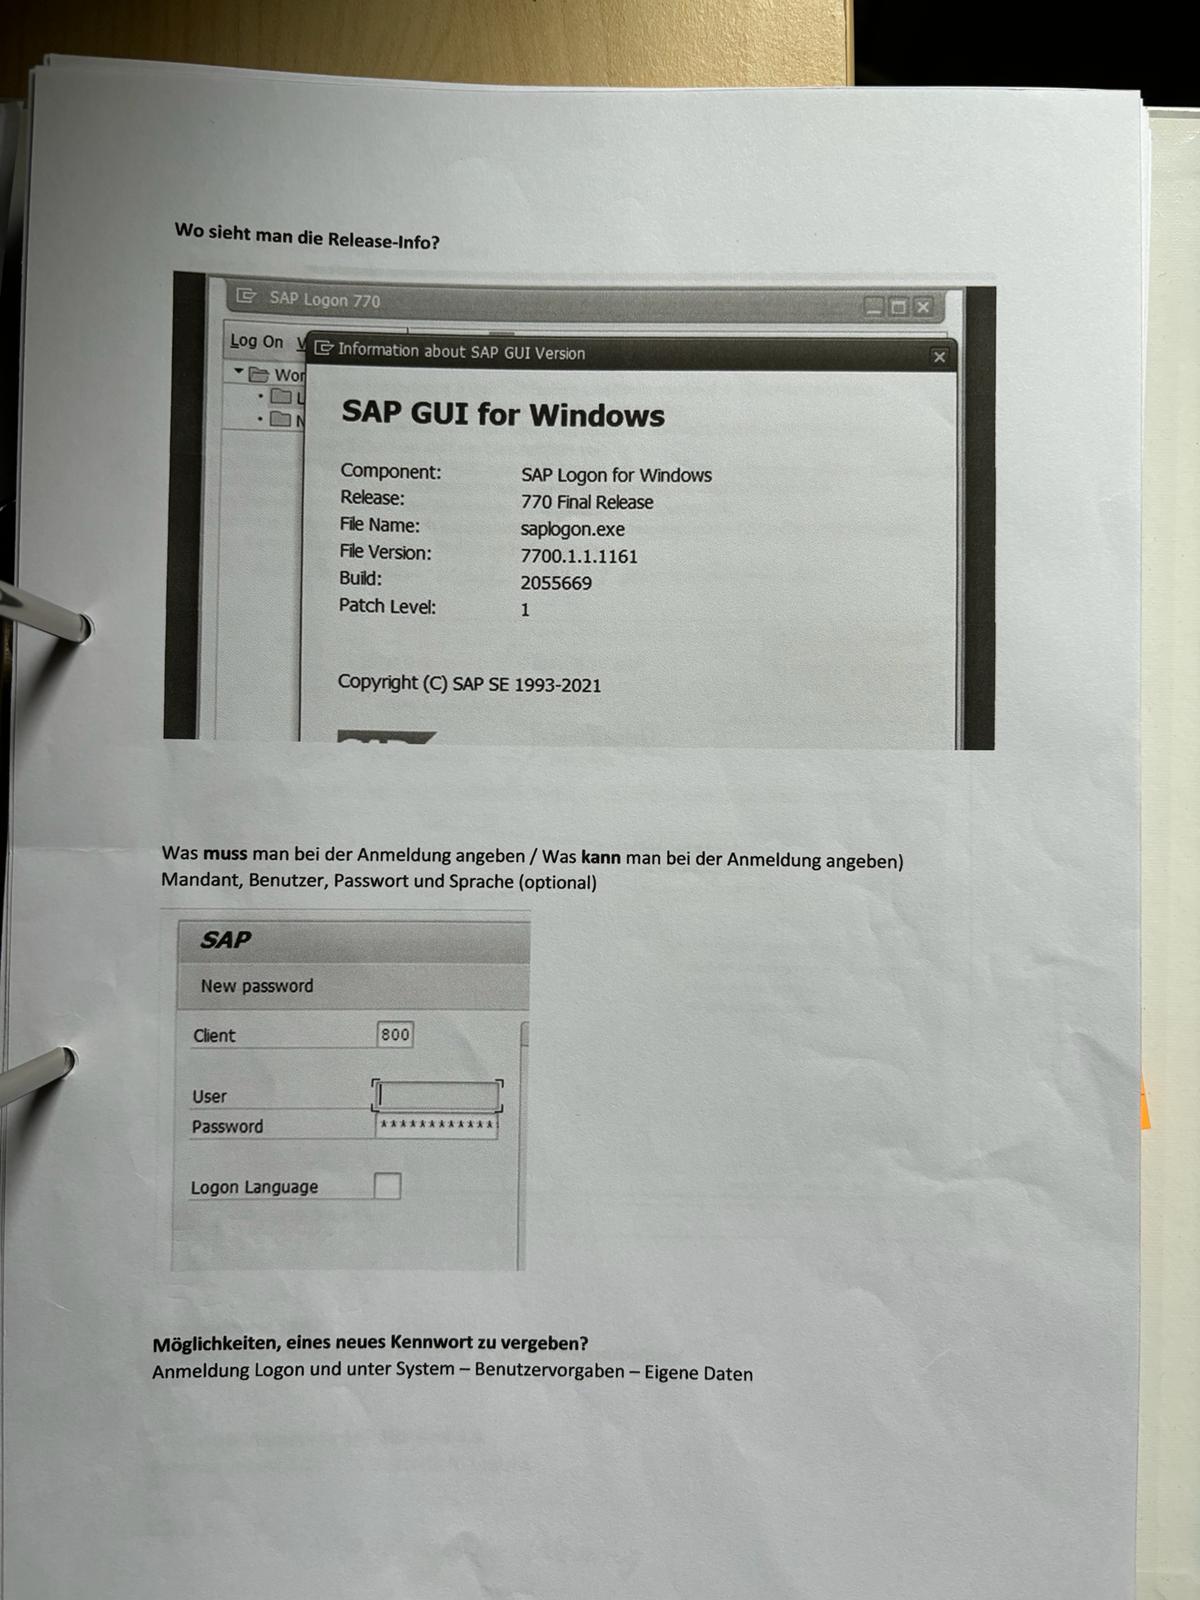 Wo sieht man die Release-Info?
SAP Logon 770
Log On V
Information about SAP GUI Version
Wor
L
N
SAP GUI for Windows
Component: SAP Logon for Windows
Release: 770 Final Release
File Name: saplogon.exe
File Version: 7700.1.1.1161
Build: 2055669
Patch Level: 1
Copyright (C) SAP SE 1993-2021
SAP
Was muss man bei der Anmeldung angeben / Was kann man bei der Anmeldung angeben)
Mandant, Benutzer, Passwort und Sprache (optional)
SAP
New password
Client 800
User
Password ************
Logon Language
Möglichkeiten, eines neues Kennwort zu vergeben?
Anmeldung Logon und unter System – Benutzervorgaben – Eigene Daten